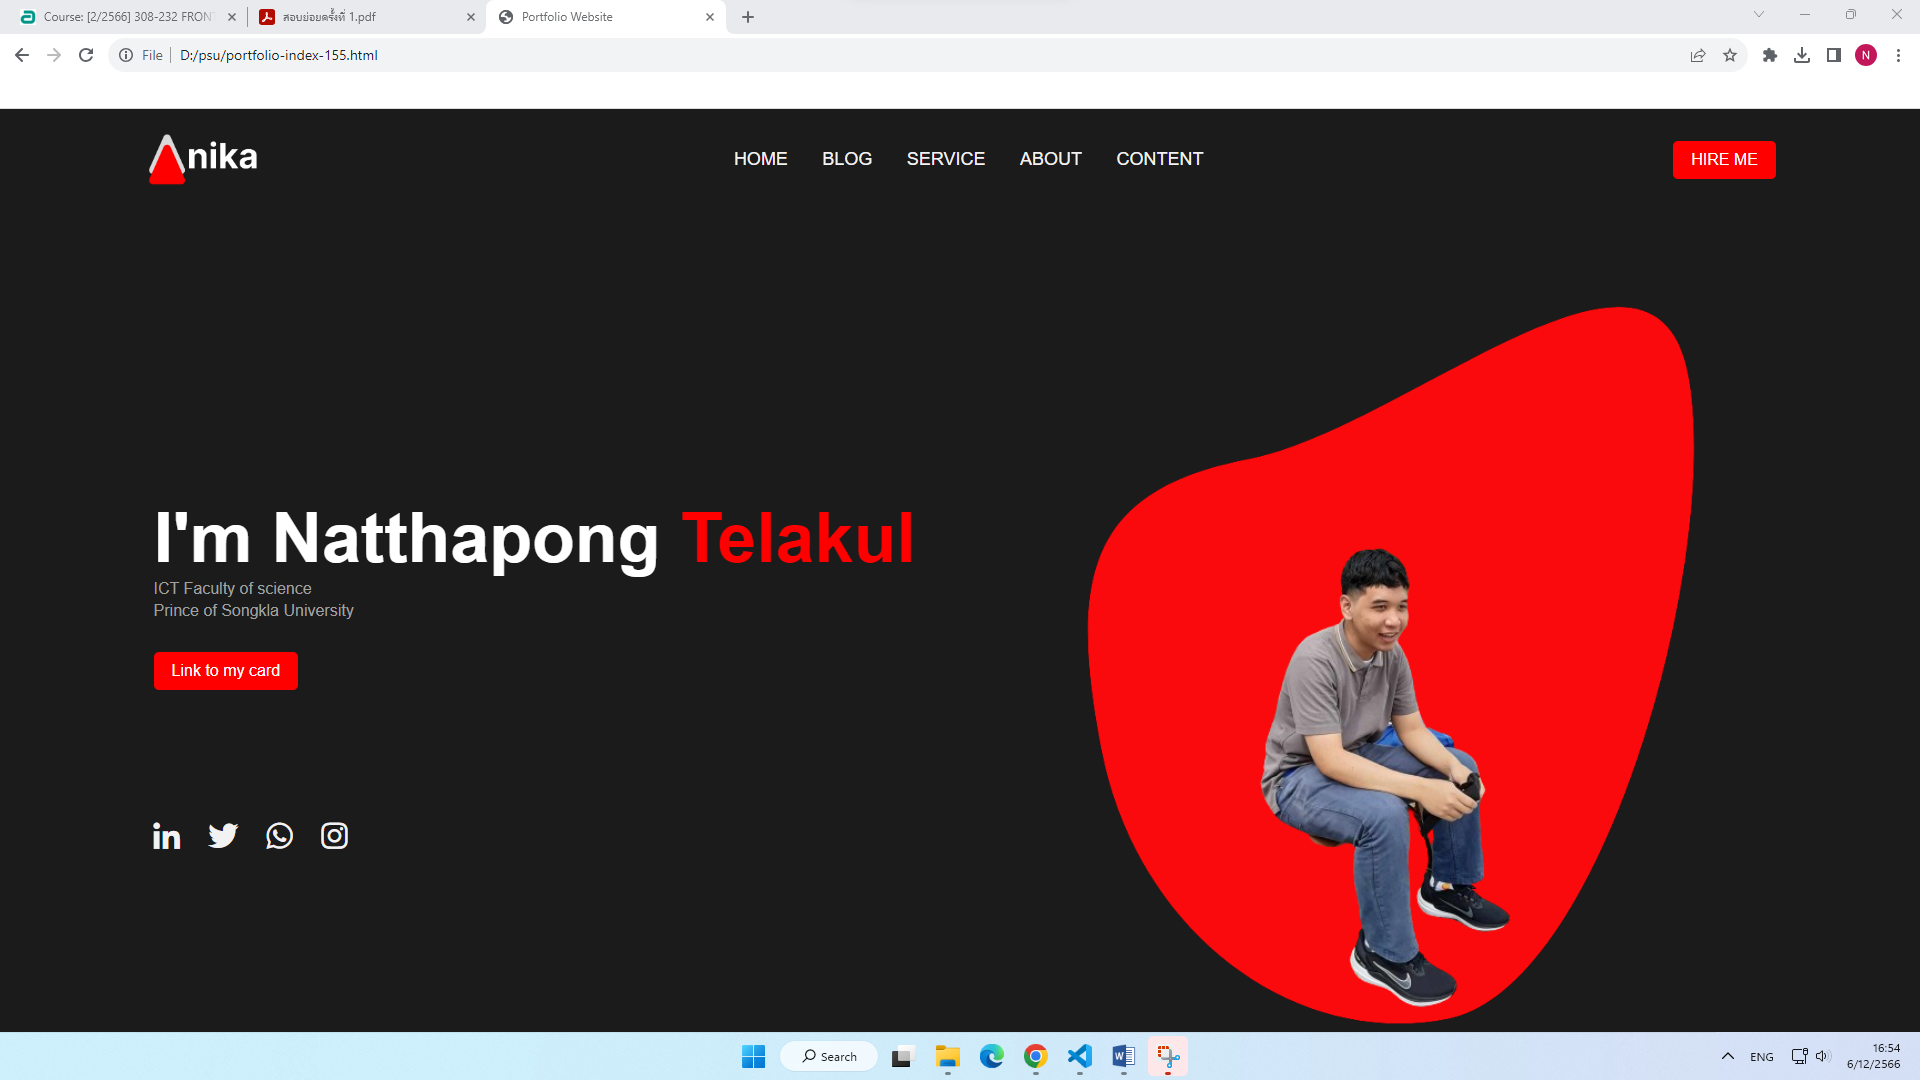 Course: [2/2566] 308-232 FRON
สอบย่อยครั้งที่ 1.pdf
Portfolio Website
File
D:/psu/portfolio-index-155.html
N
Anika
HOME BLOG SERVICE ABOUT CONTENT
HIRE ME
I'm Natthapong Telakul
ICT Faculty of science
Prince of Songkla University
Link to my card
Search
ENG
16:54
6/12/2566